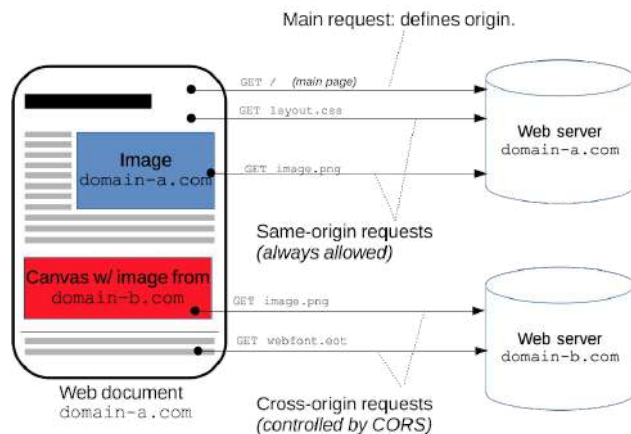 Main request: defines origin.
GET / (main page)
GET layout.css
Web server
domain-a.com
Image
domain-a.com
GET image.png
Same-origin requests
(always allowed)
Canvas w/ image from
domain-b.com
GET image.png
GET webfont.eot
Web server
domain-b.com
Web document
domain-a.com
Cross-origin requests
(controlled by CORS)